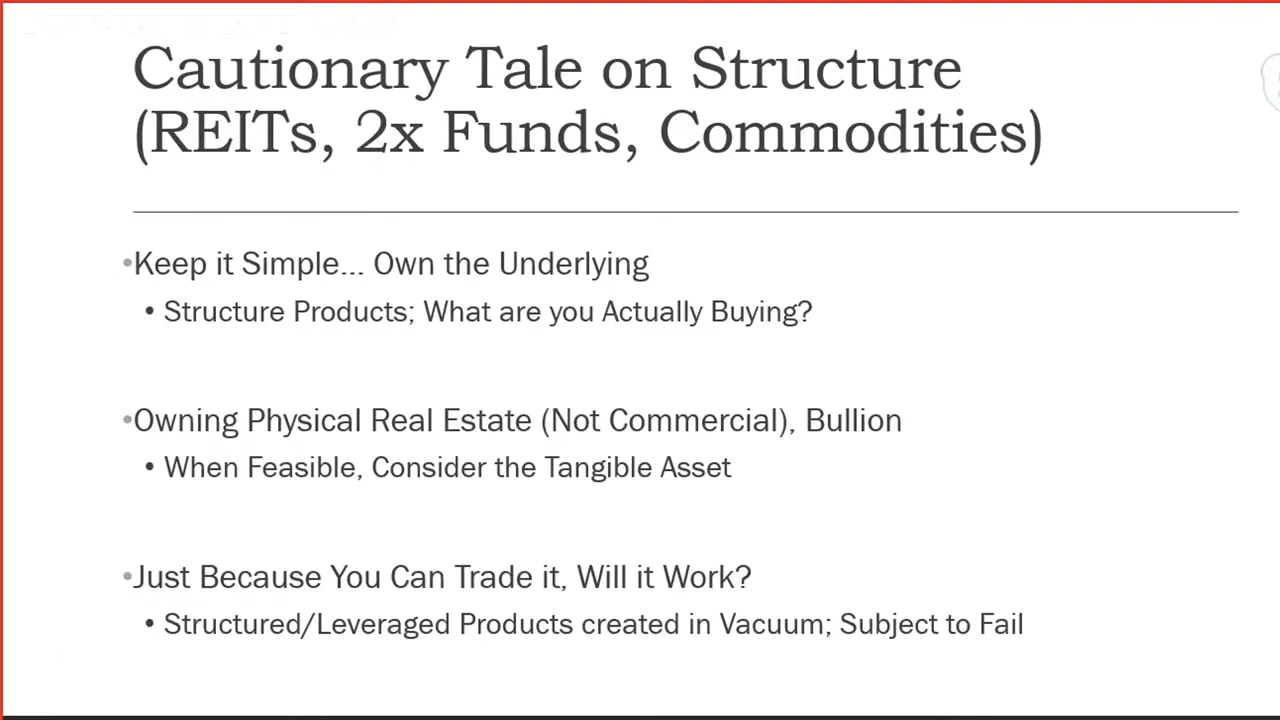 Cautionary Tale on Structure
(REITs, 2x Funds, Commodities)
•Keep it Simple... Own the Underlying
• Structure Products; What are you Actually Buying?
•Owning Physical Real Estate (Not Commercial), Bullion
• When Feasible, Consider the Tangible Asset
•Just Because You Can Trade it, Will it Work?
• Structured/Leveraged Products created in Vacuum; Subject to Fail